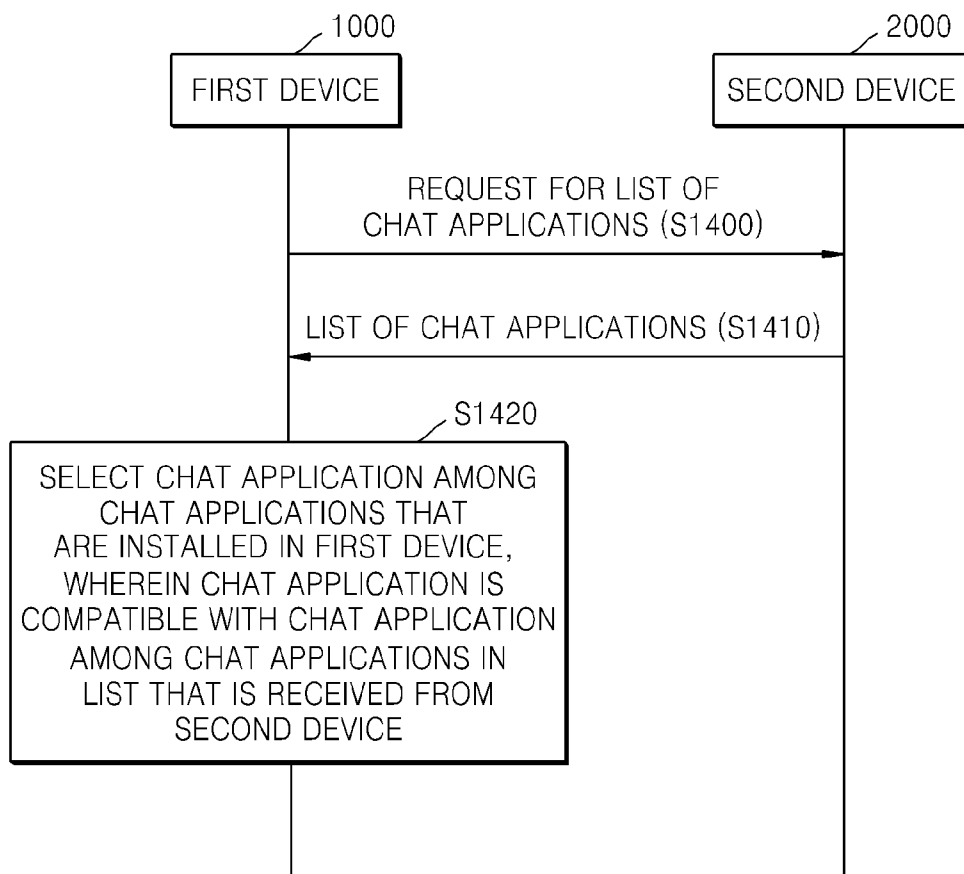 1000
2000
FIRST DEVICE
SECOND DEVICE
REQUEST FOR LIST OF
CHAT APPLICATIONS (S1400)
LIST OF CHAT APPLICATIONS (S1410)
S1420
SELECT CHAT APPLICATION AMONG
CHAT APPLICATIONS THAT
ARE INSTALLED IN FIRST DEVICE,
WHEREIN CHAT APPLICATION IS
COMPATIBLE WITH CHAT APPLICATION
AMONG CHAT APPLICATIONS IN
LIST THAT IS RECEIVED FROM
SECOND DEVICE